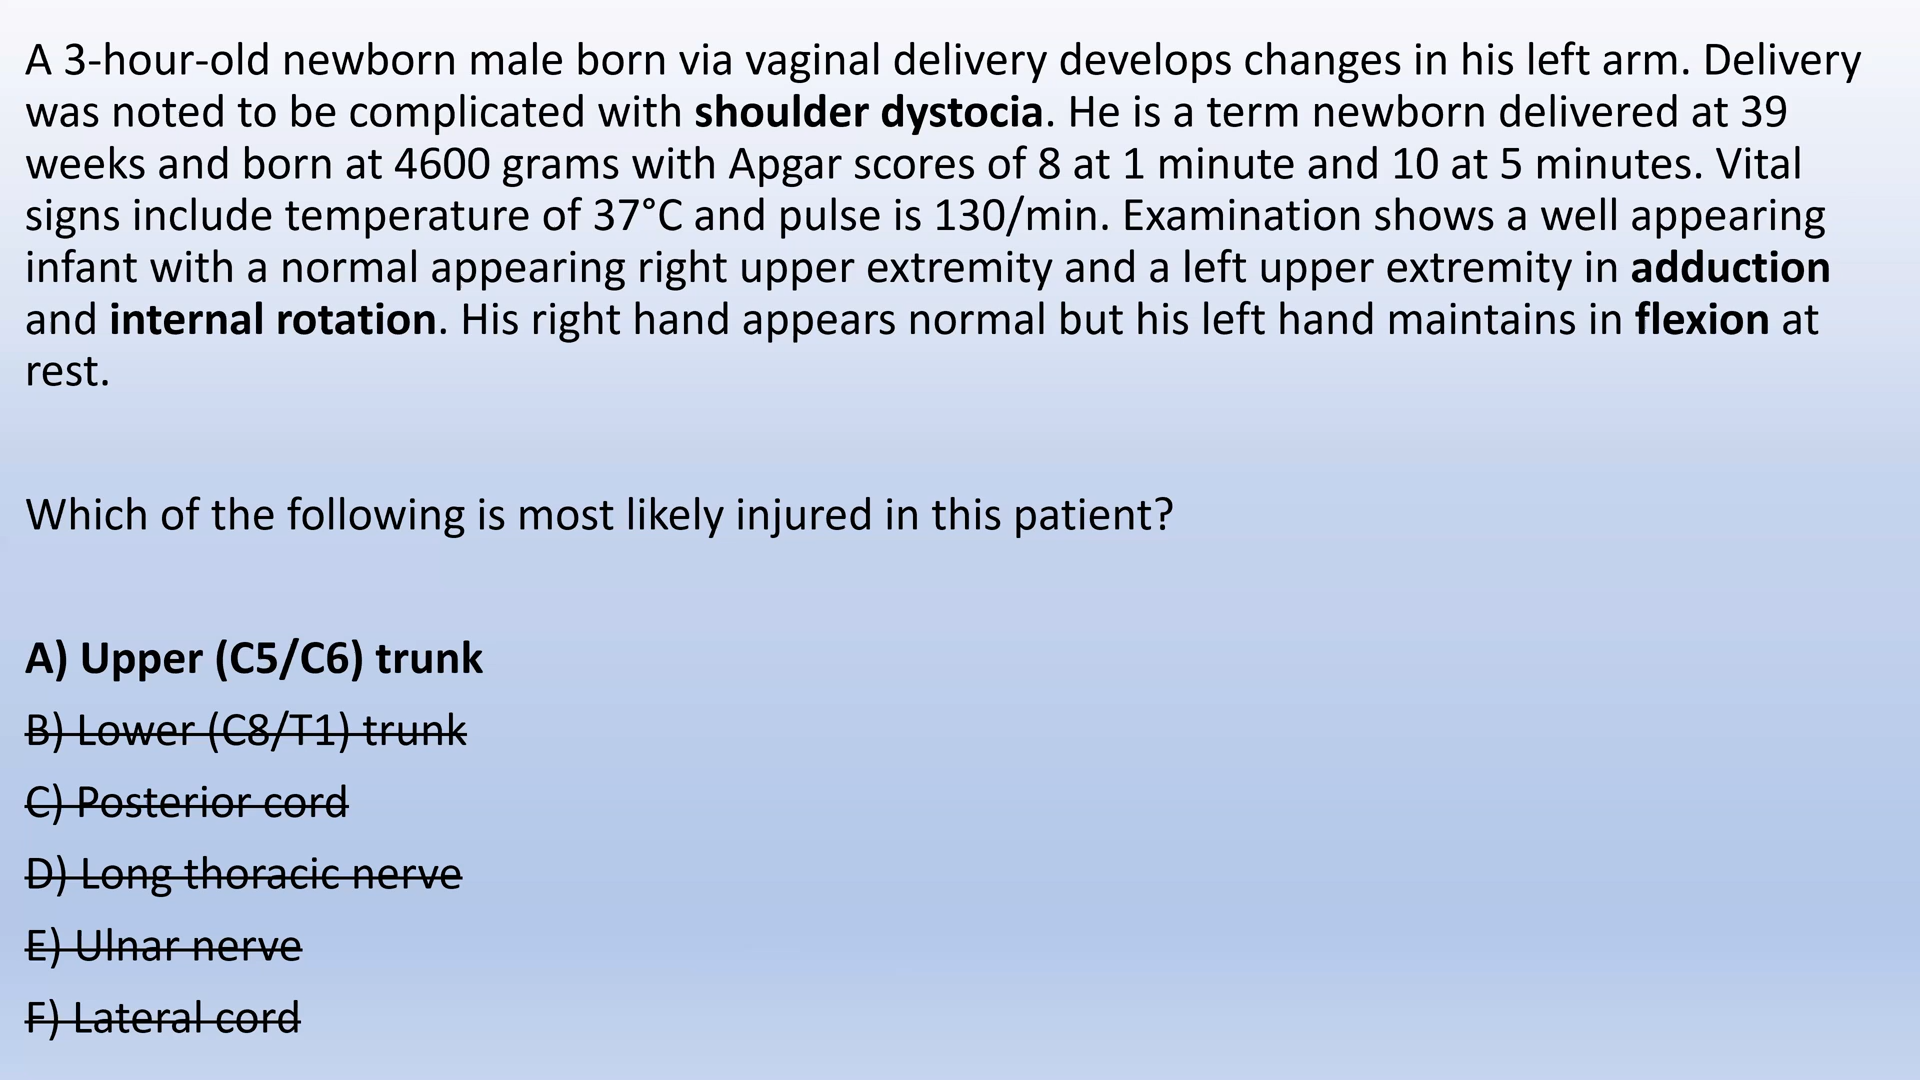 A 3-hour-old newborn male born via vaginal delivery develops changes in his left arm. Delivery
was noted to be complicated with shoulder dystocia. He is a term newborn delivered at 39
weeks and born at 4600 grams with Apgar scores of 8 at 1 minute and 10 at 5 minutes. Vital
signs include temperature of 37°C and pulse is 130/min. Examination shows a well appearing
infant with a normal appearing right upper extremity and a left upper extremity in adduction
and internal rotation. His right hand appears normal but his left hand maintains in flexion at
rest.
Which of the following is most likely injured in this patient?
A) Upper (C5/C6) trunk
B) Lower (C8/T1) trunk
C) Posterior cord
D) Long thoracic nerve
E) Ulnar nerve
F) Lateral cord